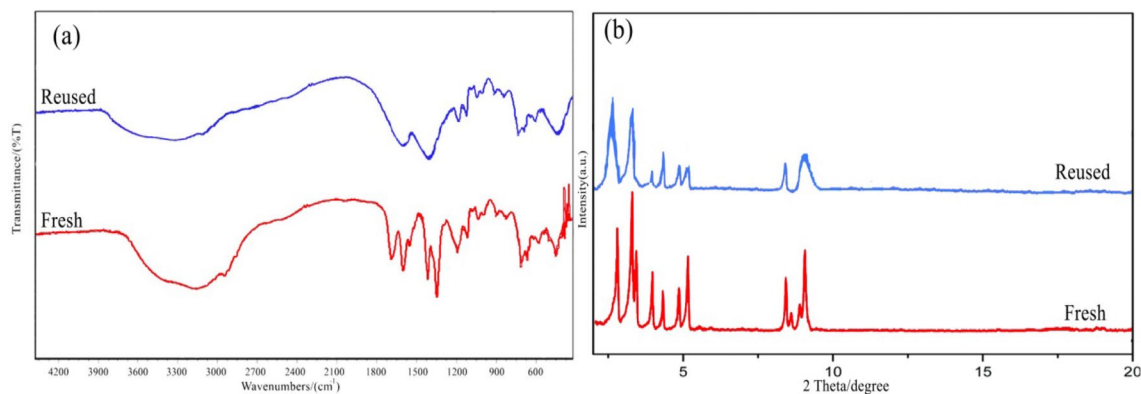 (a)
Reused
Fresh
Transmittance/(%T)
4200 3900 3600 3300 3000 2700 2400 2100 1800 1500 1200 900 600
Wavenumbers/(cm⁻¹)
(b)
Reused
Fresh
Intensity(a.u.)
5 10 15 20
2 Theta/degree